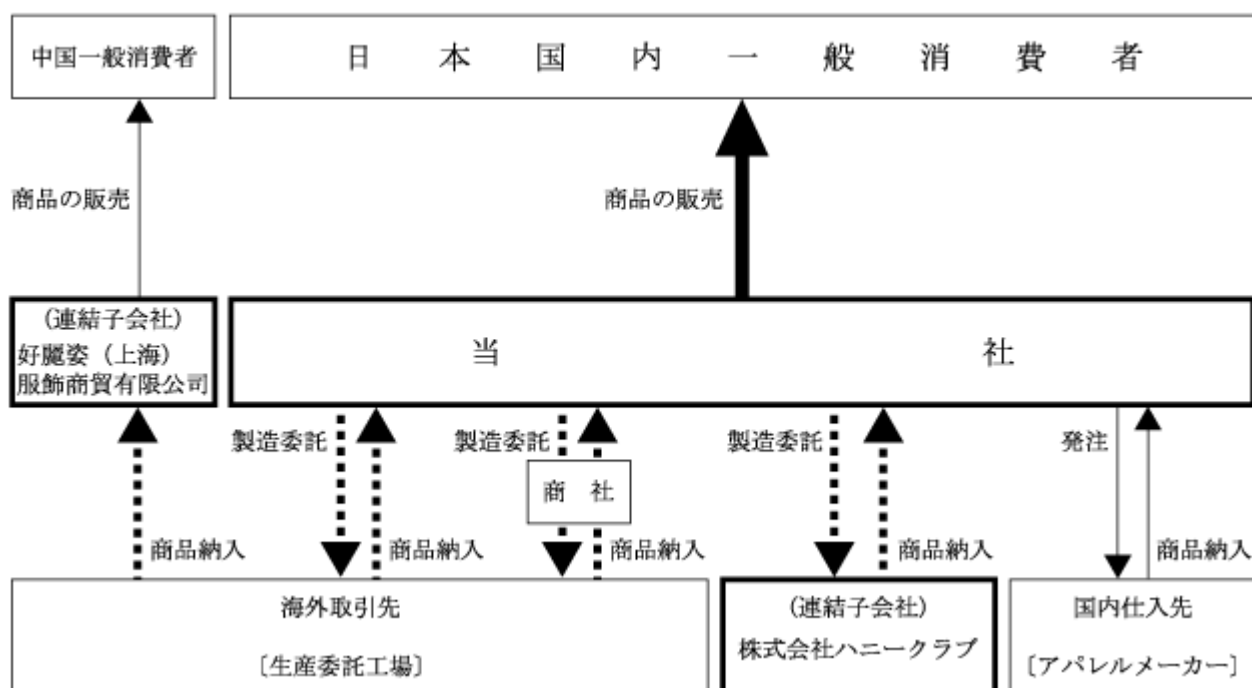 中国一般消費者
日本国内一般消費者
商品の販売
商品の販売
(連結子会社)
好麗姿（上海）
服飾商貿有限公司
当社
製造委託
製造委託
製造委託
発注
商社
商品納入
商品納入
商品納入
商品納入
商品納入
海外取引先
〔生産委託工場〕
(連結子会社)
株式会社ハニークラブ
国内仕入先
〔アパレルメーカー〕